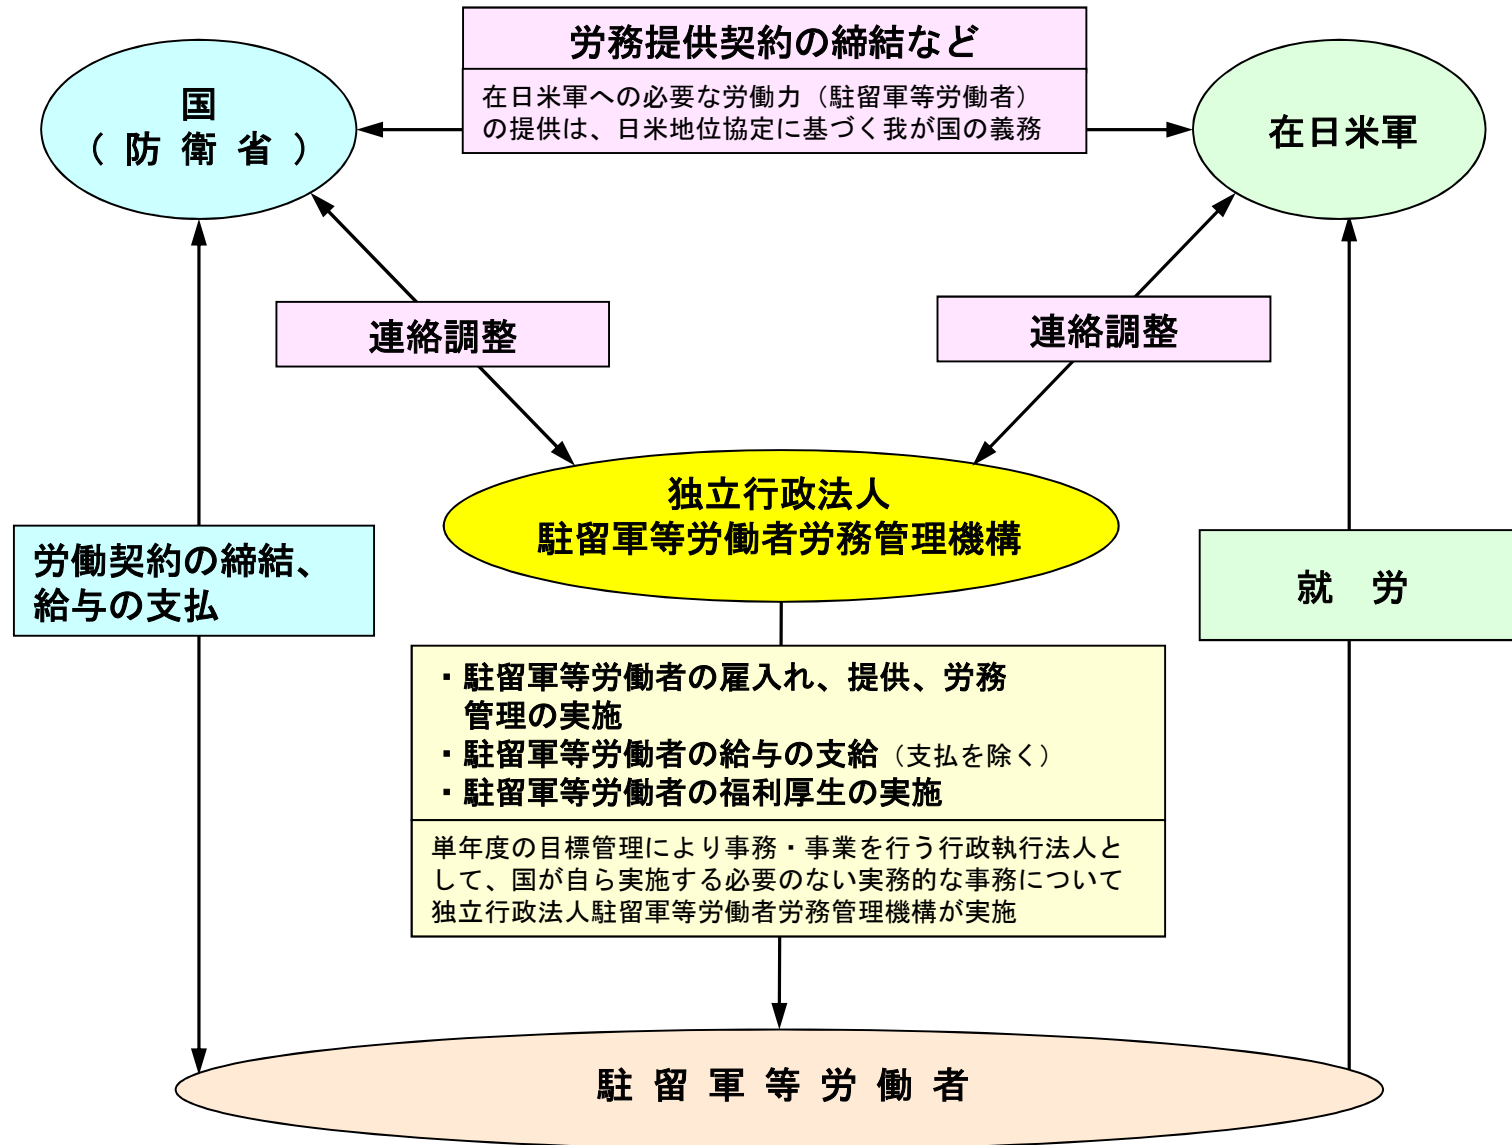 労務提供契約の締結など
在日米軍への必要な労働力（駐留軍等労働者）
の提供は、日米地位協定に基づく我が国の義務
国
（ 防 衛 省 ）
在日米軍
連絡調整
連絡調整
独立行政法人
駐留軍等労働者労務管理機構
労働契約の締結、
給与の支払
就　労
・駐留軍等労働者の雇入れ、提供、労務
管理の実施
・駐留軍等労働者の給与の支給（支払を除く）
・駐留軍等労働者の福利厚生の実施
単年度の目標管理により事務・事業を行う行政執行法人と
して、国が自ら実施する必要のない実務的な事務について
独立行政法人駐留軍等労働者労務管理機構が実施
駐 留 軍 等 労 働 者